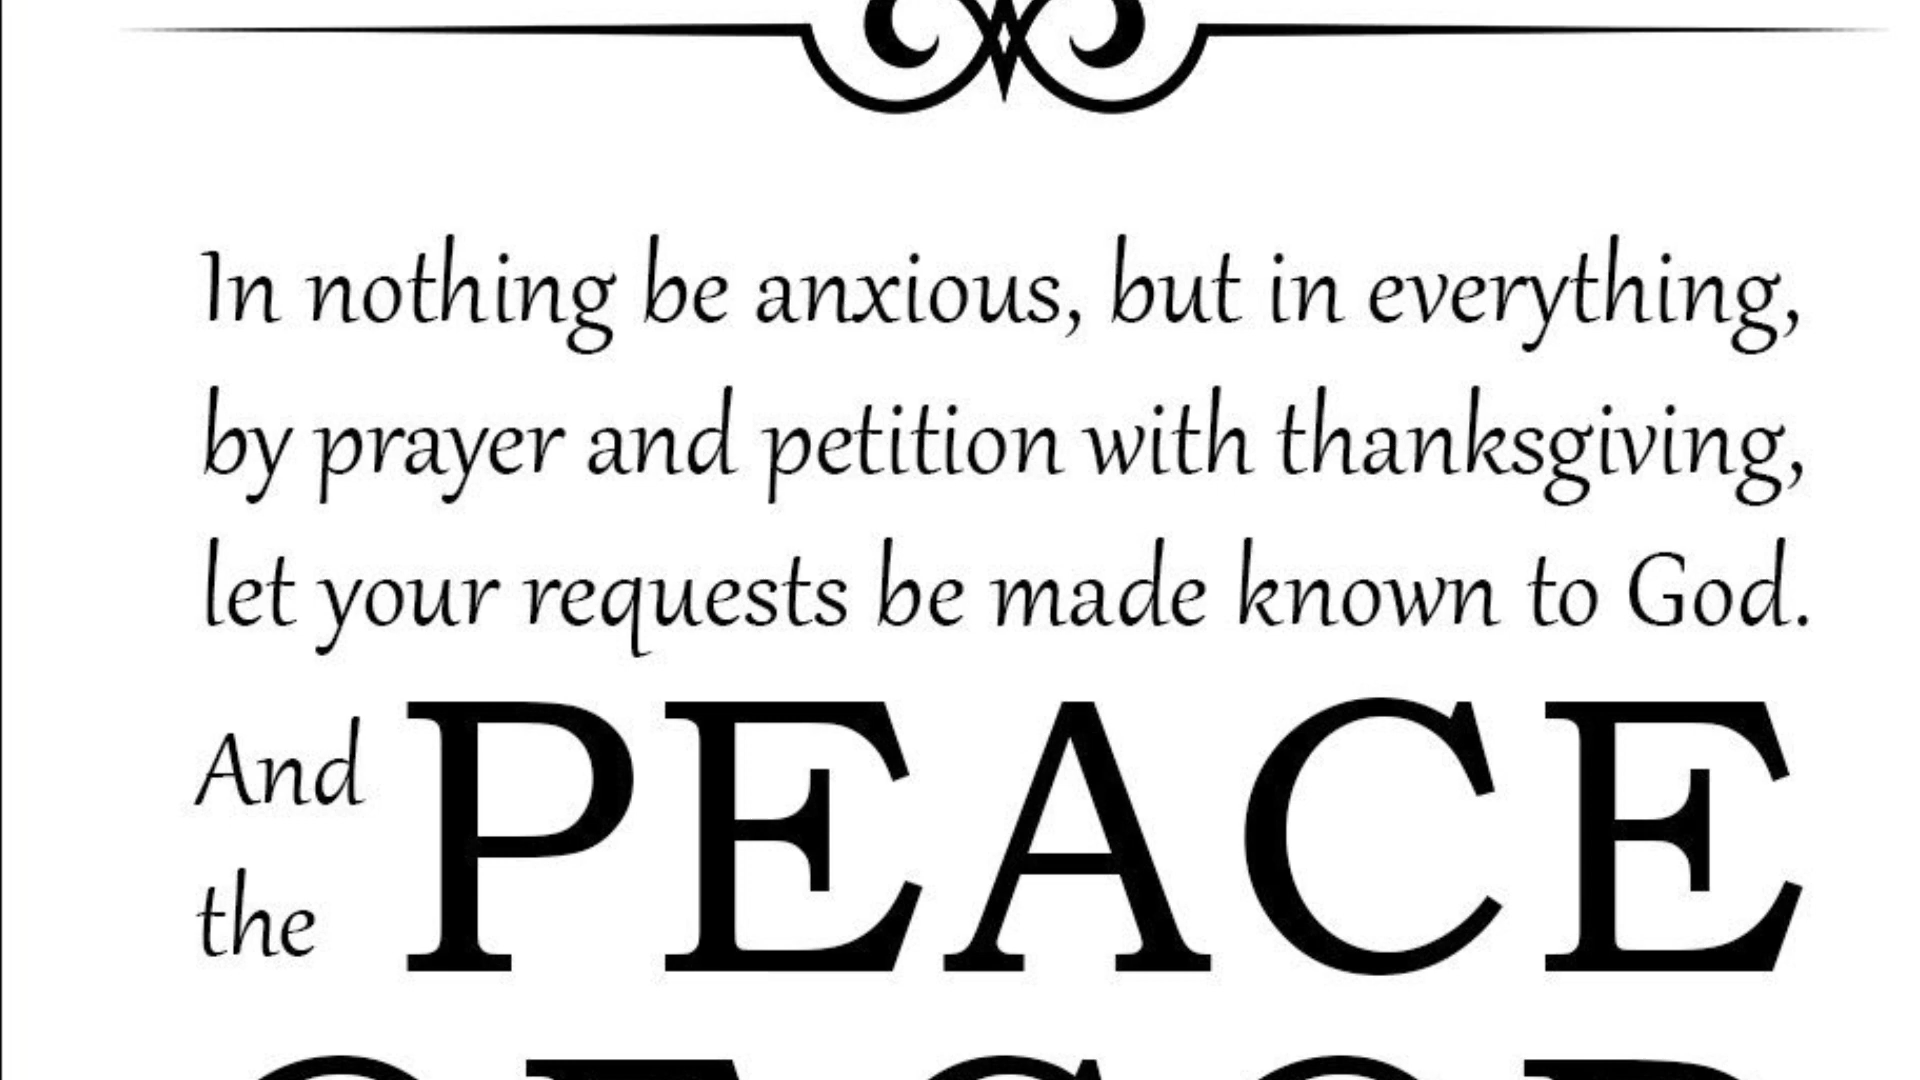 In nothing be anxious, but in everything,
by prayer and petition with thanksgiving,
let your requests be made known to God.
And the PEACE